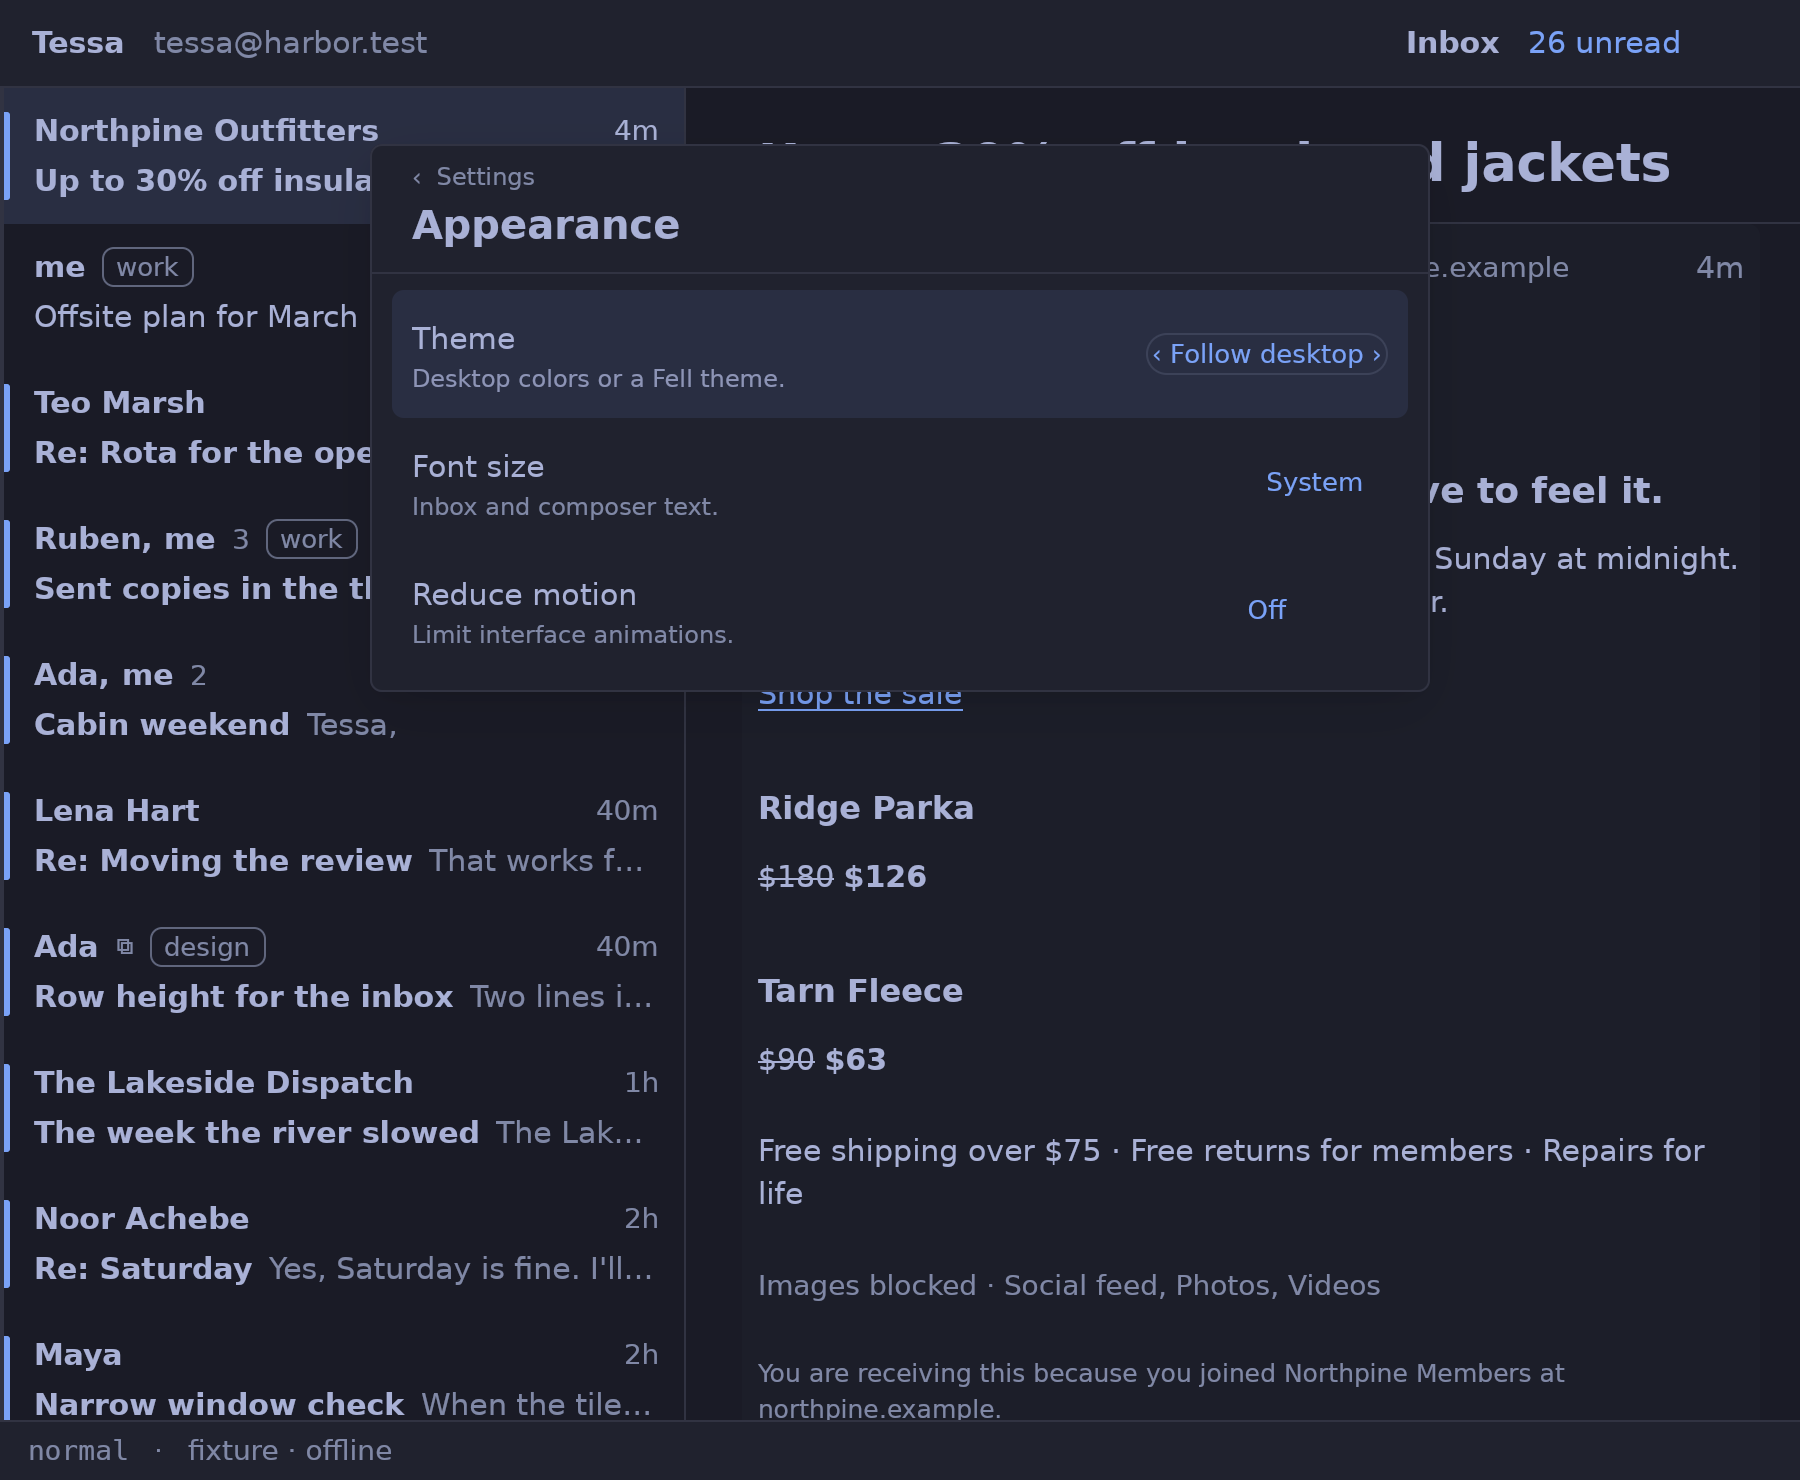 Tessa tessa@harbor.test
Inbox 26 unread
Northpine Outfitters 4m
Up to 30% off insula
me work
Offsite plan for March
Teo Marsh
Re: Rota for the ope
Ruben, me 3 work
Sent copies in the th
Ada, me 2
Cabin weekend Tessa,
Lena Hart 40m
Re: Moving the review That works f…
Ada ⧉ design 40m
Row height for the inbox Two lines i…
The Lakeside Dispatch 1h
The week the river slowed The Lak…
Noor Achebe 2h
Re: Saturday Yes, Saturday is fine. I'll…
Maya 2h
Narrow window check When the tile…
‹ Settings
Appearance
Theme
Desktop colors or a Fell theme.
‹ Follow desktop ›
Font size
Inbox and composer text.
System
Reduce motion
Limit interface animations.
Off
jackets
e.example 4m
ve to feel it.
Sunday at midnight.
r.
Shop the sale
Ridge Parka
$180 $126
Tarn Fleece
$90 $63
Free shipping over $75 · Free returns for members · Repairs for
life
Images blocked · Social feed, Photos, Videos
You are receiving this because you joined Northpine Members at
northpine.example.
normal · fixture · offline